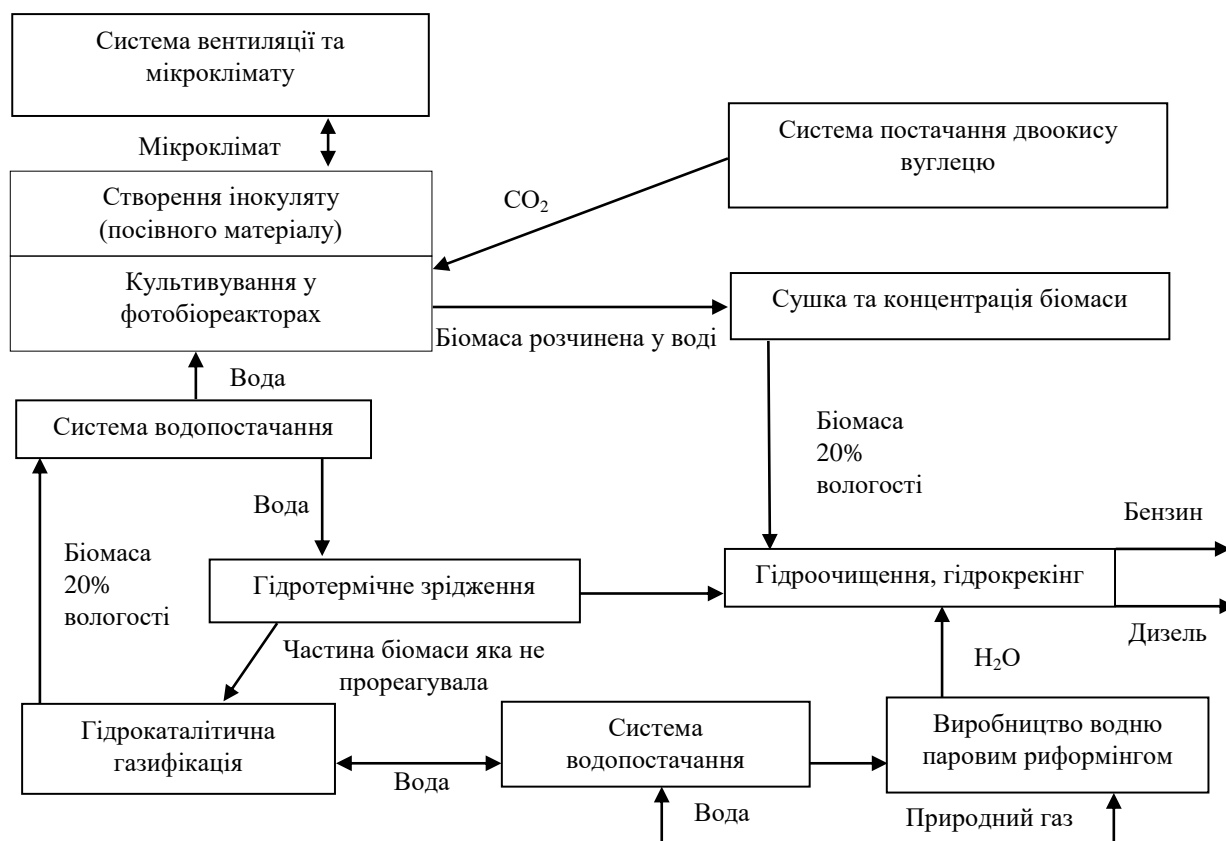 Система вентиляції та
мікроклімату
Мікроклімат
Система постачання двоокису
вуглецю
Створення інокуляту
(посівного матеріалу)
CO₂
Культивування у
фотобіореакторах
Сушка та концентрація біомаси
Біомаса розчинена у воді
Вода
Система водопостачання
Біомаса
20%
вологості
Вода
Бензин
Біомаса
20%
вологості
Гідротермічне зрідження
Гідроочищення, гідрокрекінг
Дизель
Частина біомаси яка не
прореагувала
H₂O
Гідрокаталітична
газифікація
Система
водопостачання
Виробництво водню
паровим риформінгом
Вода
Вода
Природний газ